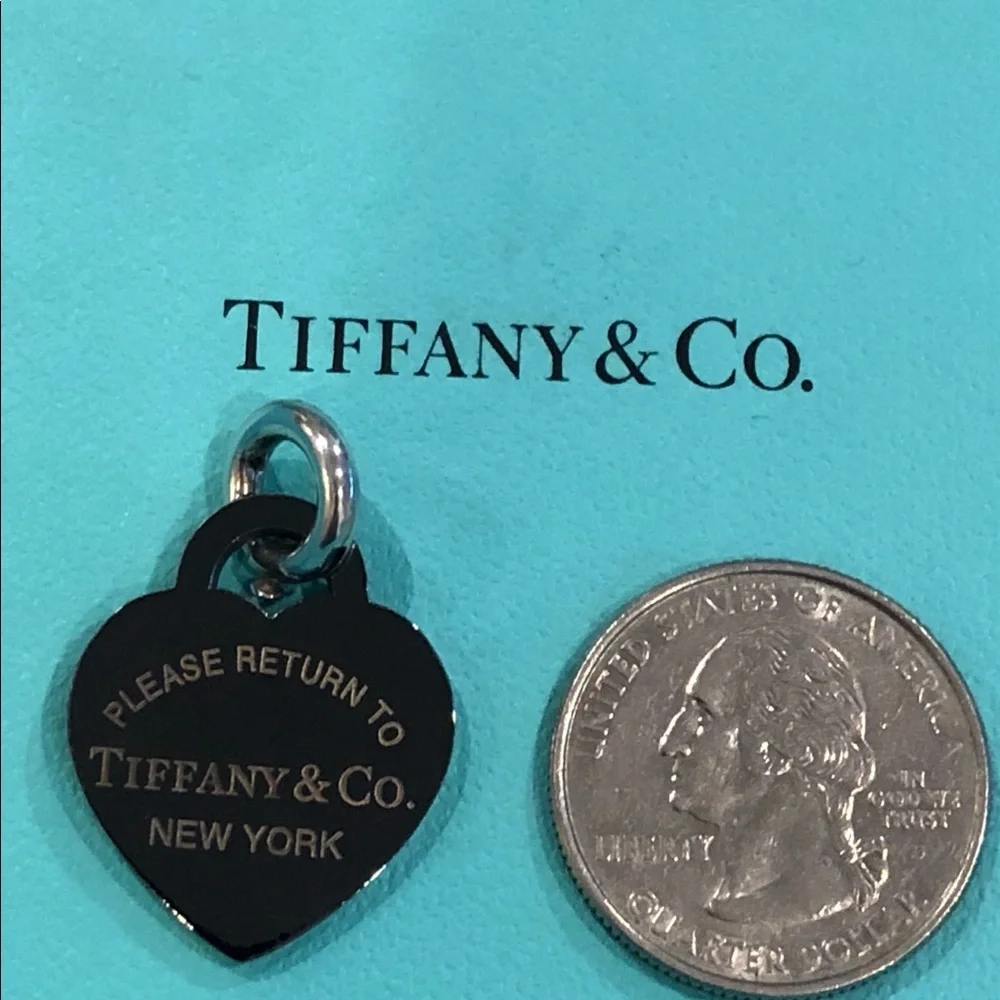 TIFFANY & CO.
PLEASE RETURN TO
TIFFANY & CO.
NEW YORK
UNITED STATES OF AMERICA
LIBERTY
IN
GOD WE
TRUST
QUARTER DOLLAR